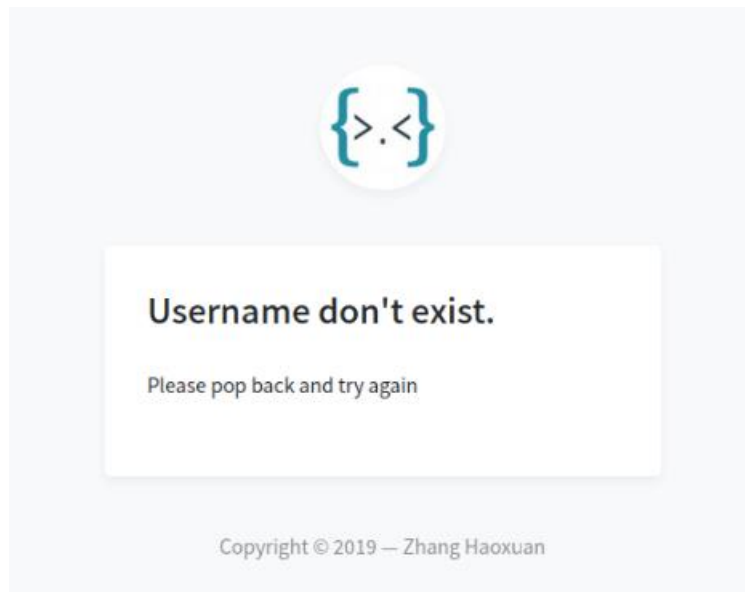 {>.<}
Username don't exist.
Please pop back and try again
Copyright © 2019 — Zhang Haoxuan